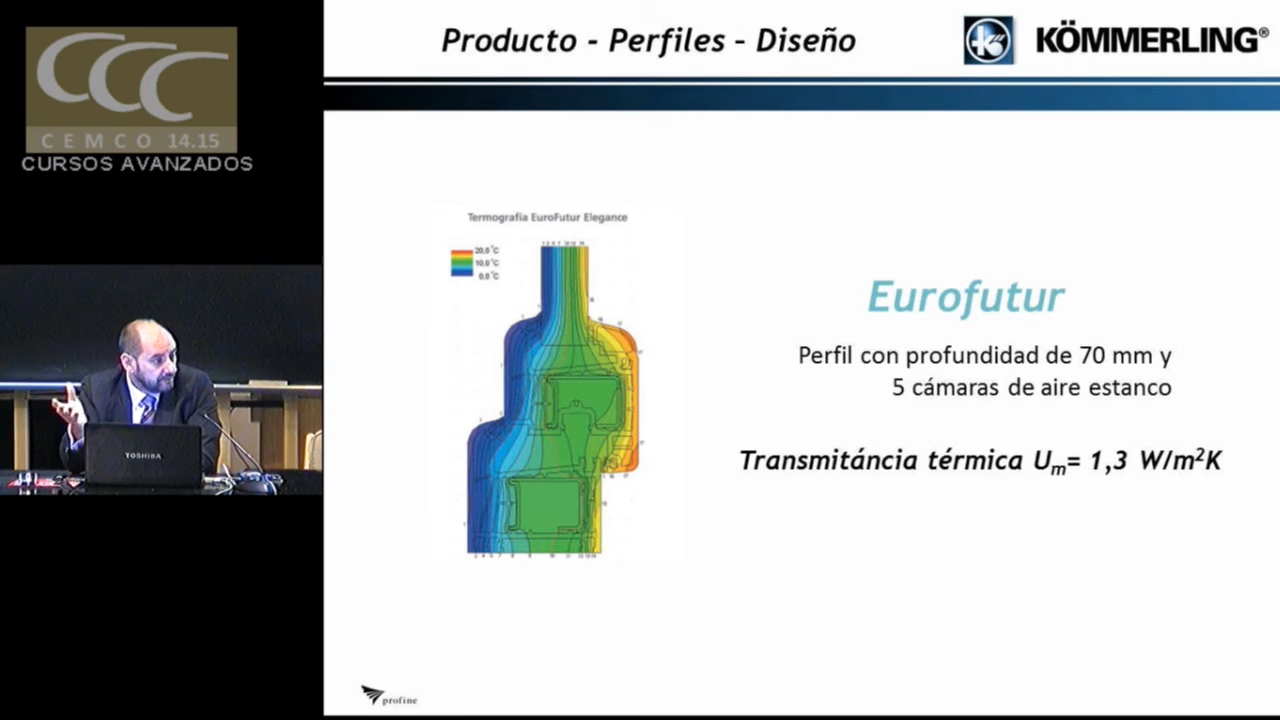 CCC
CEMCO 14.15
CURSOS AVANZADOS
TOSHIBA
Producto - Perfiles - Diseño
KÖMMERLING®
Termografía EuroFutur Elegance
20,0 °C
10,0 °C
0,0 °C
Eurofutur
Perfil con profundidad de 70 mm y
5 cámaras de aire estanco
Transmitáncia térmica Um= 1,3 W/m²K
profine